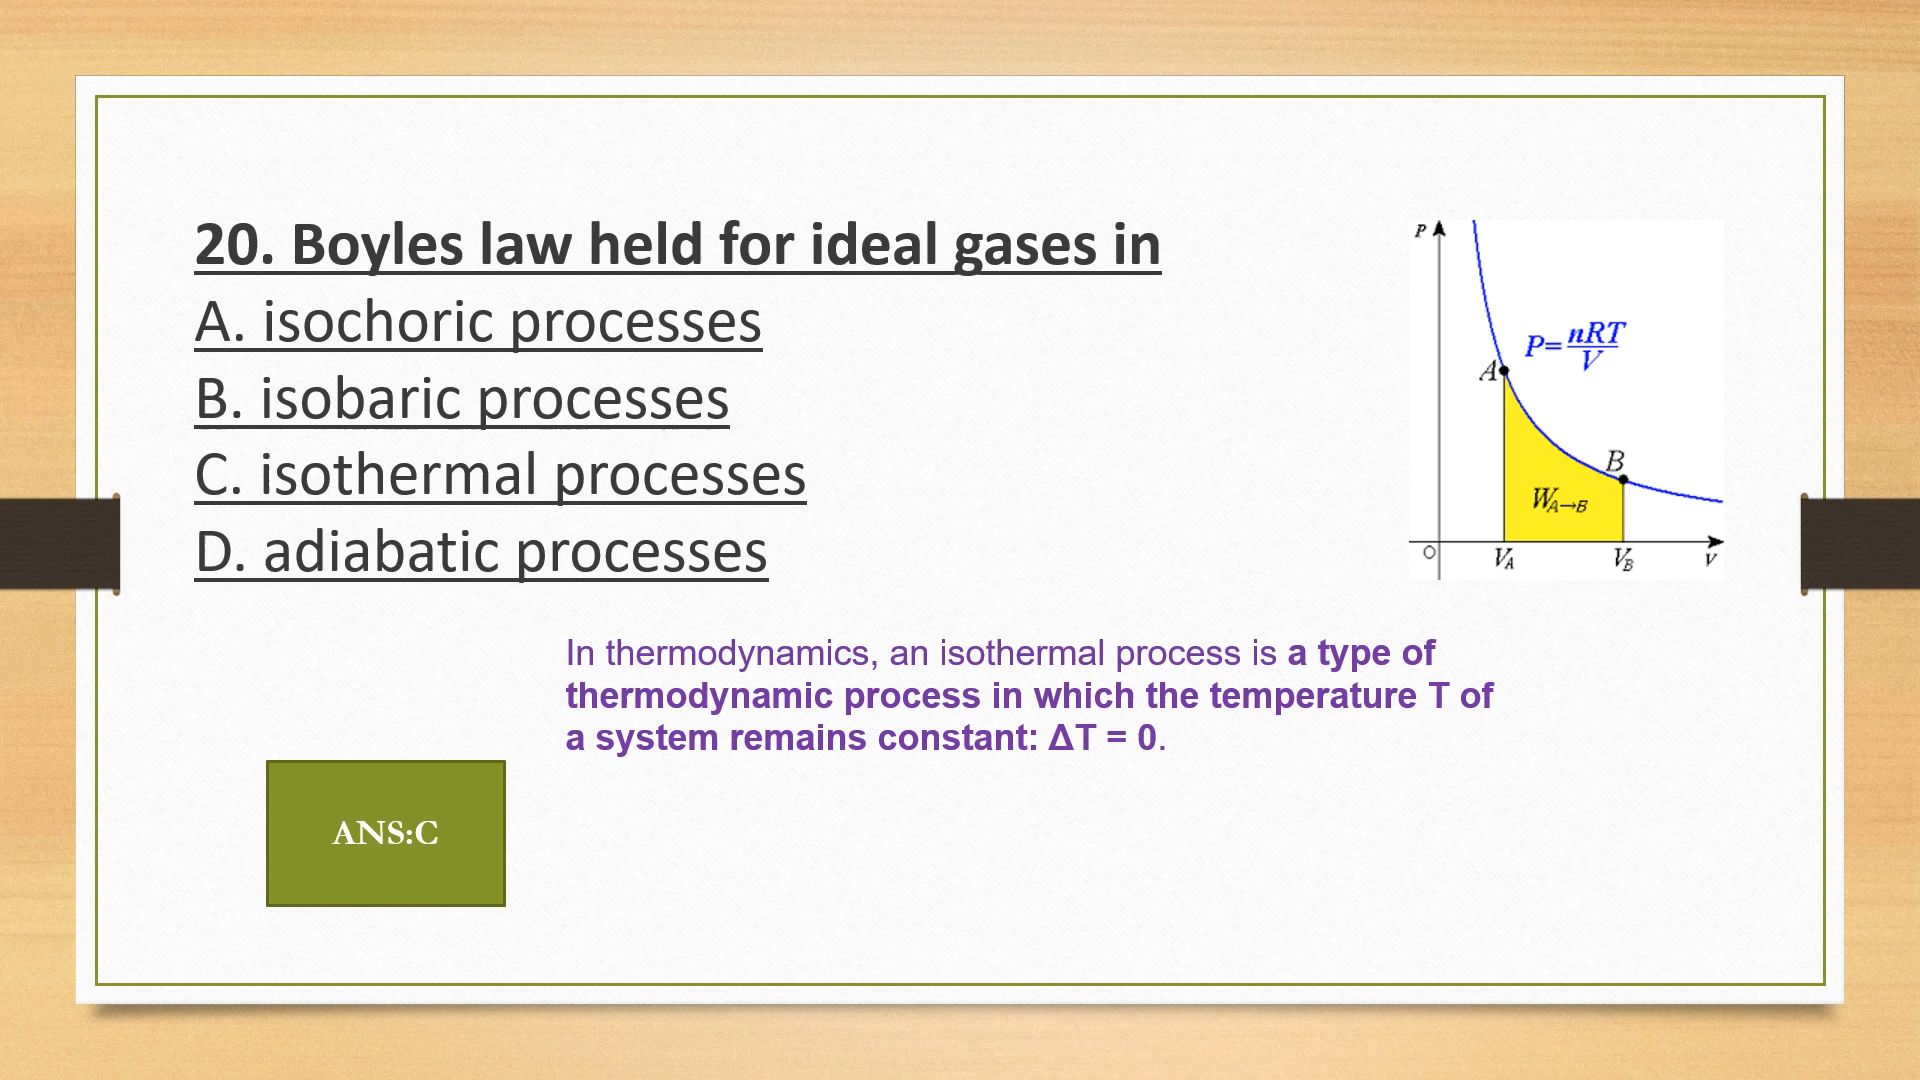 20. Boyles law held for ideal gases in
A. isochoric processes
B. isobaric processes
C. isothermal processes
D. adiabatic processes
P
P=nRT/V
A
B
W_A→B
O
V_A
V_B
V
In thermodynamics, an isothermal process is a type of
thermodynamic process in which the temperature T of
a system remains constant: ΔT = 0.
ANS:C